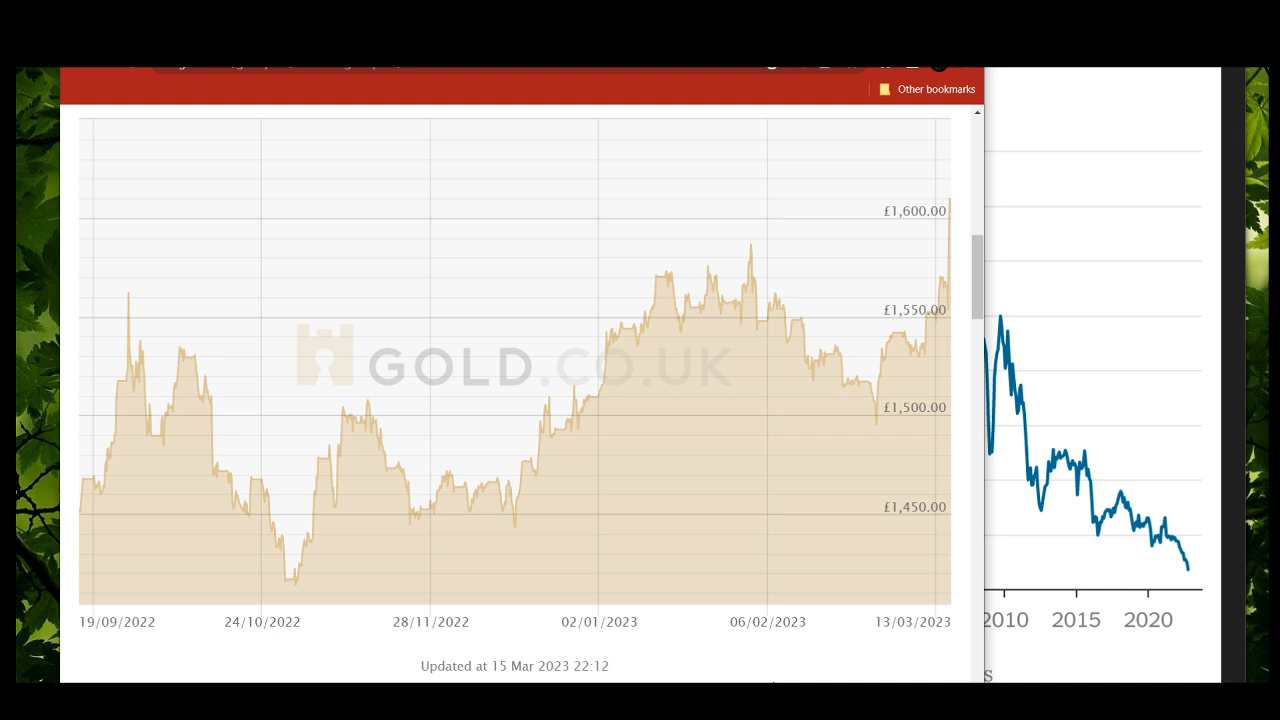 Other bookmarks
£1,600.00
£1,550.00
GOLD.CO.UK
£1,500.00
£1,450.00
19/09/2022 24/10/2022 28/11/2022 02/01/2023 06/02/2023 13/03/2023
2010 2015 2020
Updated at 15 Mar 2023 22:12